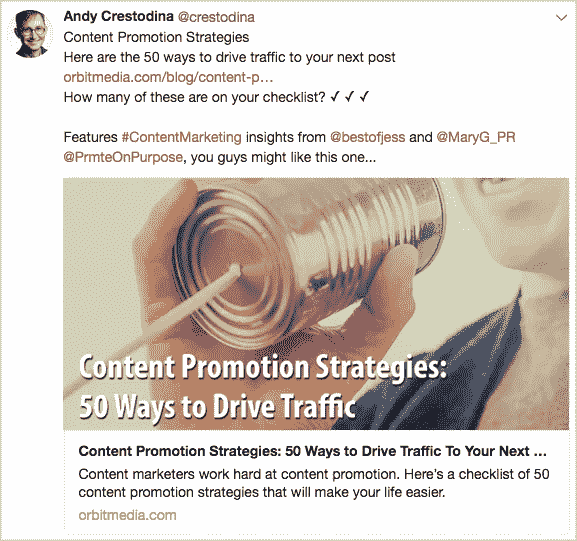 Andy Crestodina @crestodina
Content Promotion Strategies
Here are the 50 ways to drive traffic to your next post
orbitmedia.com/blog/content-p…
How many of these are on your checklist? ✓ ✓ ✓
Features #ContentMarketing insights from @bestofjess and @MaryG_PR
@PrmteOnPurpose, you guys might like this one...
Content Promotion Strategies:
50 Ways to Drive Traffic
Content Promotion Strategies: 50 Ways to Drive Traffic To Your Next ...
Content marketers work hard at content promotion. Here's a checklist of 50
content promotion strategies that will make your life easier.
orbitmedia.com